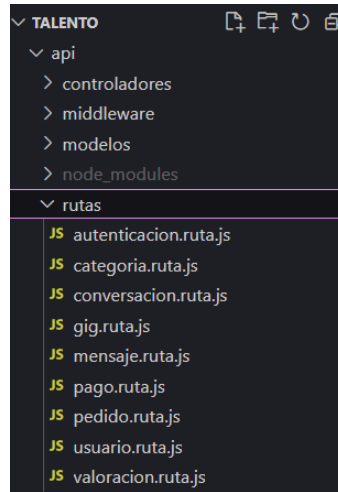 TALENTO
api
controladores
middleware
modelos
node_modules
rutas
JS autenticacion.ruta.js
JS categoria.ruta.js
JS conversacion.ruta.js
JS gig.ruta.js
JS mensaje.ruta.js
JS pago.ruta.js
JS pedido.ruta.js
JS usuario.ruta.js
JS valoracion.ruta.js